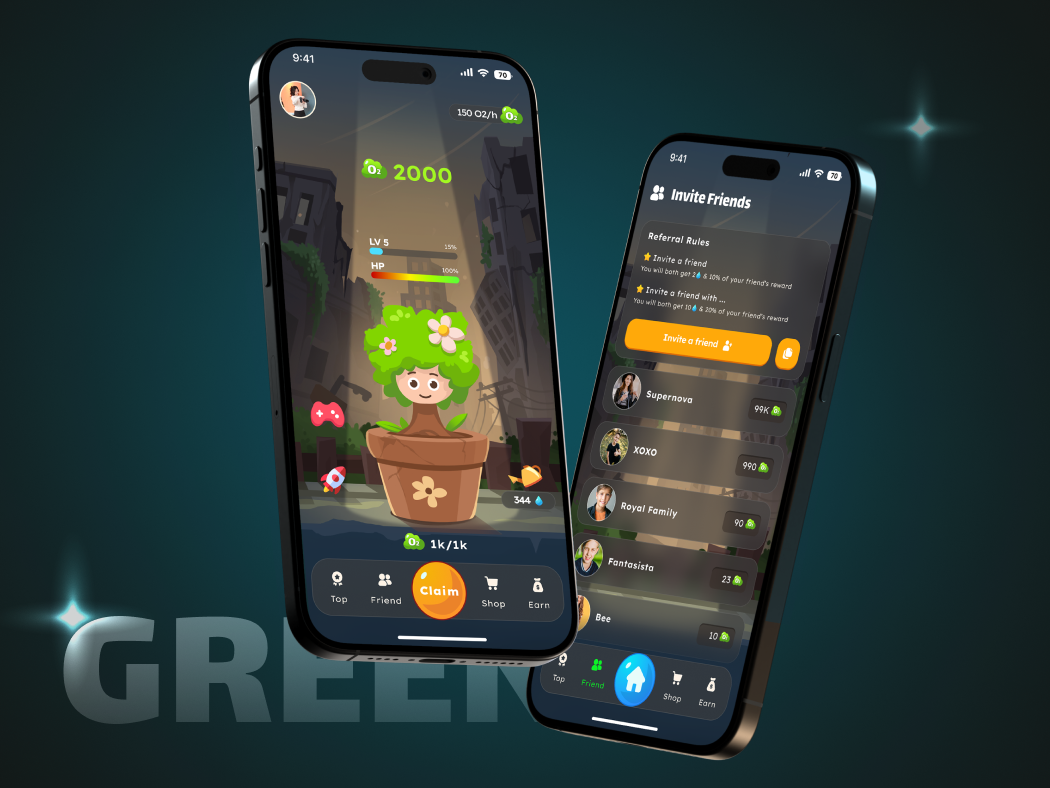 9:41
70
150 O2/h O₂
O₂ 2000
LV 5 15%
HP 100%
344
O₂ 1k/1k
Top
Friend
Claim
Shop
Earn
9:41
70
Invite Friends
Referral Rules
Invite a friend
You will both get 2 & 10% of your friend's reward
Invite a friend with ...
You will both get 10 & 20% of your friend's reward
Invite a friend
Supernova 99K
XOXO 990
Royal Family 90
Fantasista 23
Bee 10
Top
Friend
Shop
Earn
GREEN